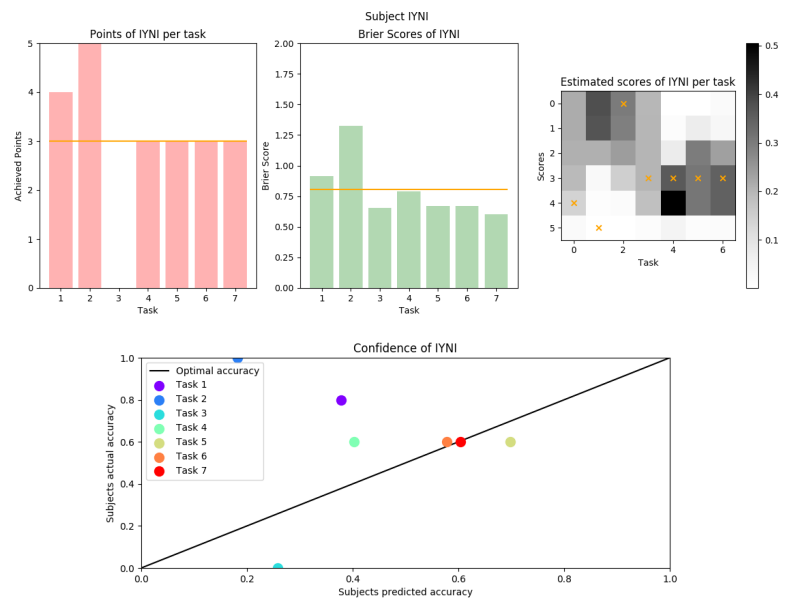 Subject IYNI
Points of IYNI per task
Achieved Points
5
4
3
2
1
0
1 2 3 4 5 6 7
Task
Brier Scores of IYNI
Brier Score
2.00
1.75
1.50
1.25
1.00
0.75
0.50
0.25
0.00
1 2 3 4 5 6 7
Task
Estimated scores of IYNI per task
Scores
0
1
2
3
4
5
0 2 4 6
Task
0.5
0.4
0.3
0.2
0.1
Confidence of IYNI
Subjects actual accuracy
1.0
0.8
0.6
0.4
0.2
0.0
Optimal accuracy
Task 1
Task 2
Task 3
Task 4
Task 5
Task 6
Task 7
0.0 0.2 0.4 0.6 0.8 1.0
Subjects predicted accuracy